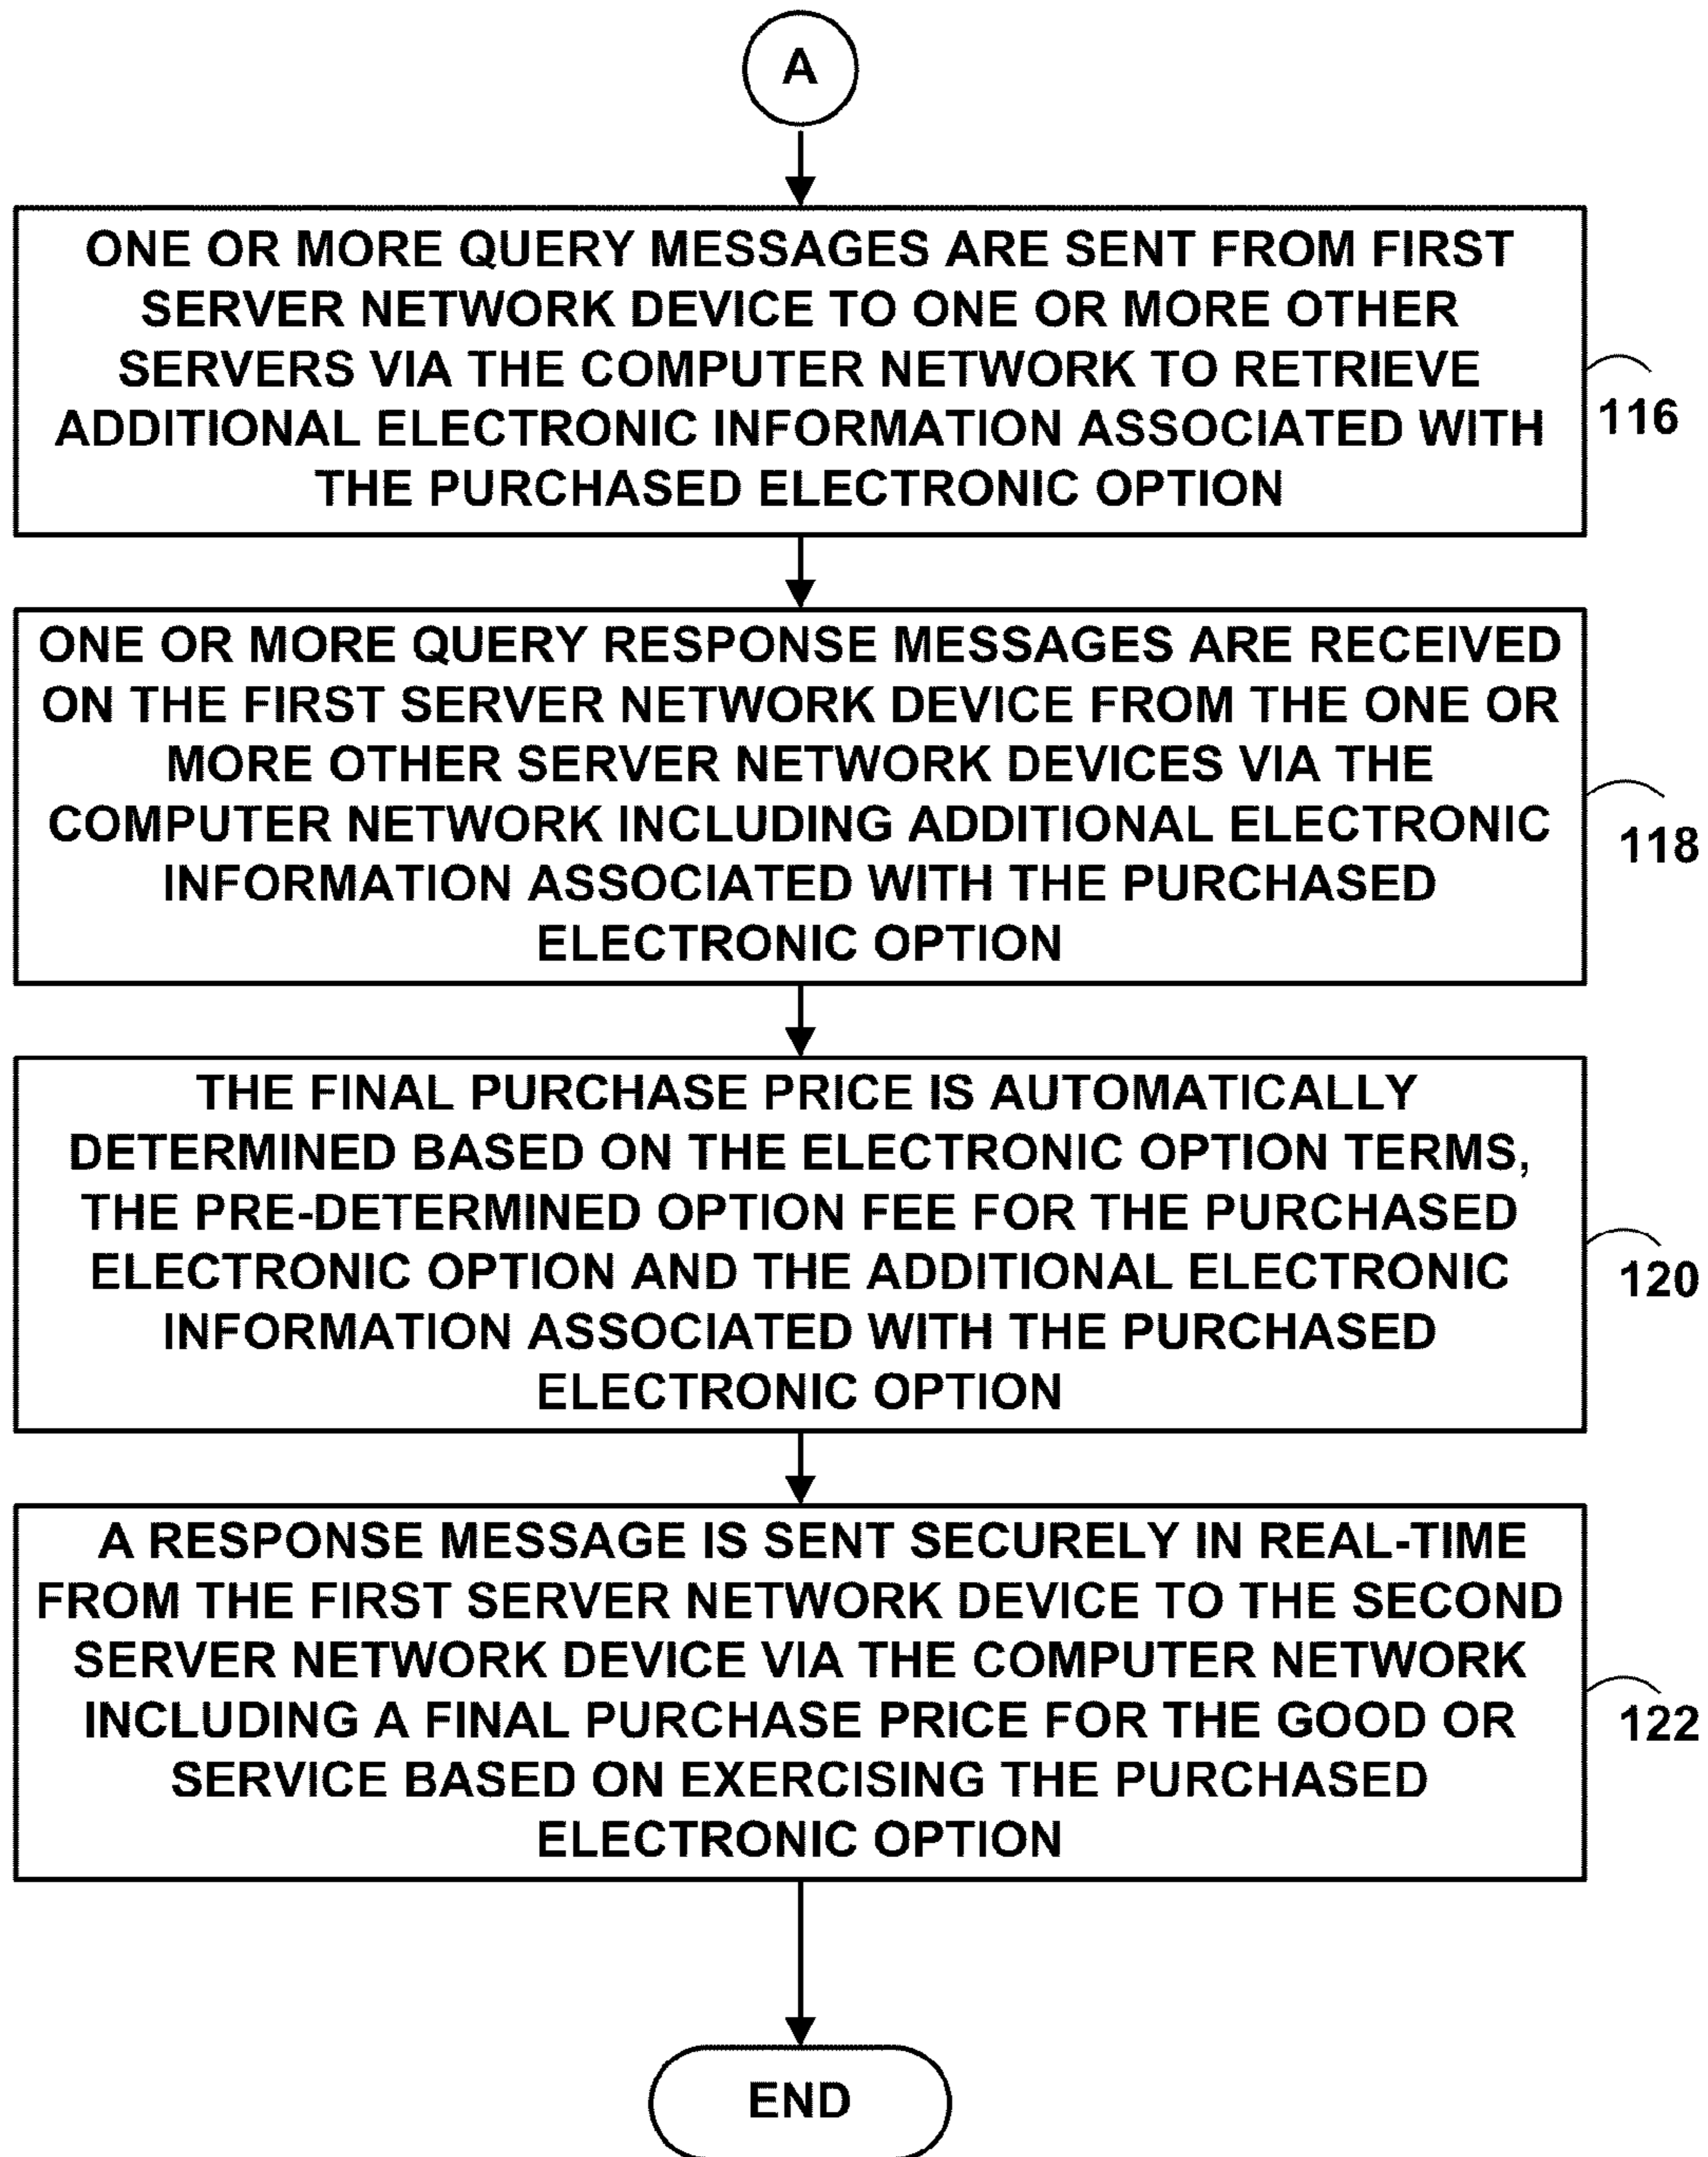 A
ONE OR MORE QUERY MESSAGES ARE SENT FROM FIRST
SERVER NETWORK DEVICE TO ONE OR MORE OTHER
SERVERS VIA THE COMPUTER NETWORK TO RETRIEVE
ADDITIONAL ELECTRONIC INFORMATION ASSOCIATED WITH
THE PURCHASED ELECTRONIC OPTION
116
ONE OR MORE QUERY RESPONSE MESSAGES ARE RECEIVED
ON THE FIRST SERVER NETWORK DEVICE FROM THE ONE OR
MORE OTHER SERVER NETWORK DEVICES VIA THE
COMPUTER NETWORK INCLUDING ADDITIONAL ELECTRONIC
INFORMATION ASSOCIATED WITH THE PURCHASED
ELECTRONIC OPTION
118
THE FINAL PURCHASE PRICE IS AUTOMATICALLY
DETERMINED BASED ON THE ELECTRONIC OPTION TERMS,
THE PRE-DETERMINED OPTION FEE FOR THE PURCHASED
ELECTRONIC OPTION AND THE ADDITIONAL ELECTRONIC
INFORMATION ASSOCIATED WITH THE PURCHASED
ELECTRONIC OPTION
120
A RESPONSE MESSAGE IS SENT SECURELY IN REAL-TIME
FROM THE FIRST SERVER NETWORK DEVICE TO THE SECOND
SERVER NETWORK DEVICE VIA THE COMPUTER NETWORK
INCLUDING A FINAL PURCHASE PRICE FOR THE GOOD OR
SERVICE BASED ON EXERCISING THE PURCHASED
ELECTRONIC OPTION
122
END